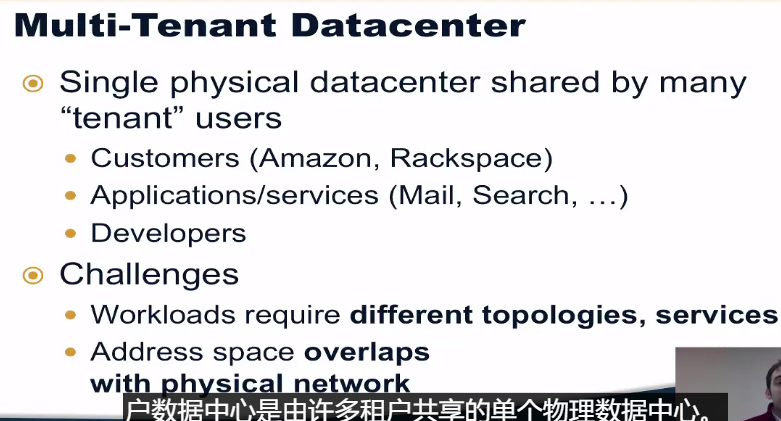 Multi-Tenant Datacenter
Single physical datacenter shared by many
“tenant” users
Customers (Amazon, Rackspace)
Applications/services (Mail, Search, …)
Developers
Challenges
Workloads require different topologies, services
Address space overlaps
with physical network
户数据中心是由许多租户共享的单个物理数据中心。